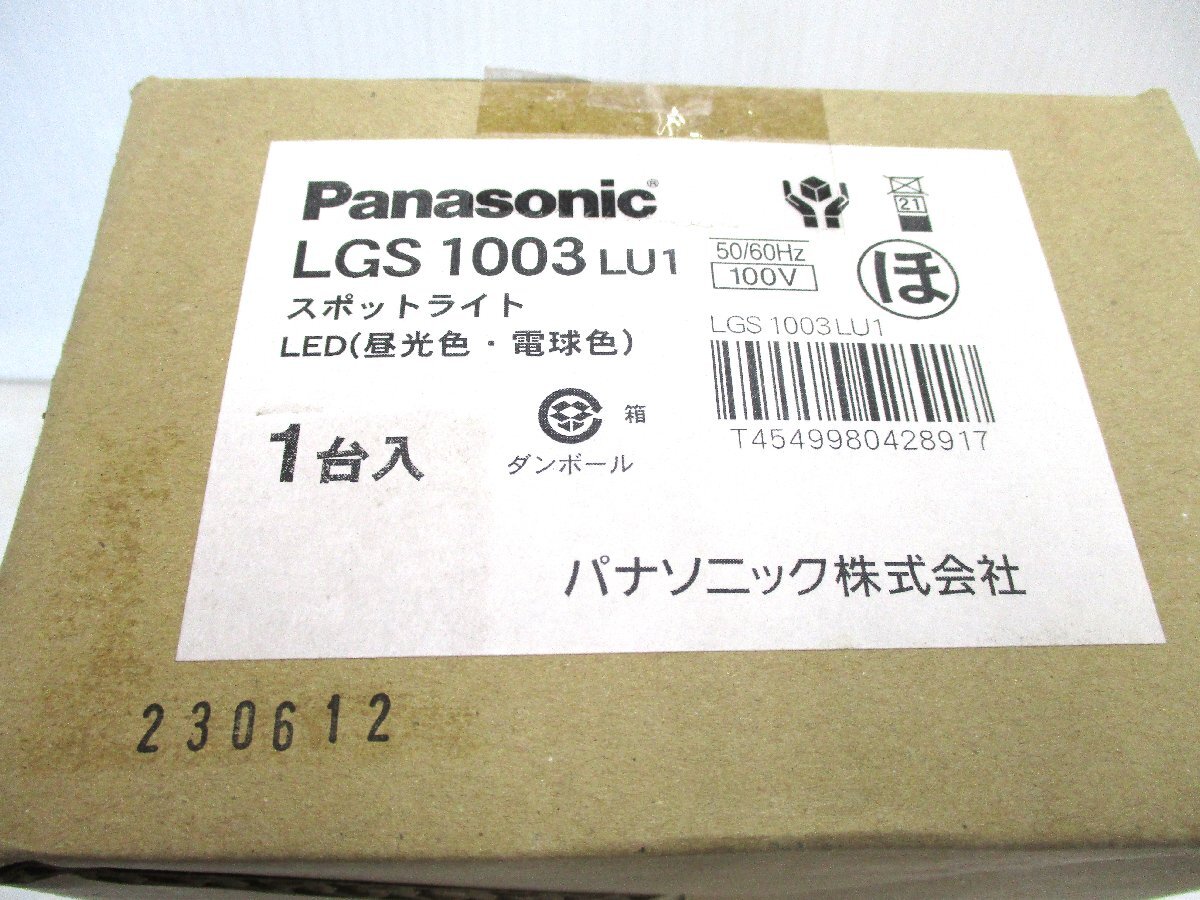 Panasonic®
LGS 1003 LU1
スポットライト
LED(昼光色・電球色)
1台入
箱
ダンボール
21
50/60Hz
100V
ほ
LGS 1003 LU1
T4549980428917
パナソニック株式会社
230612